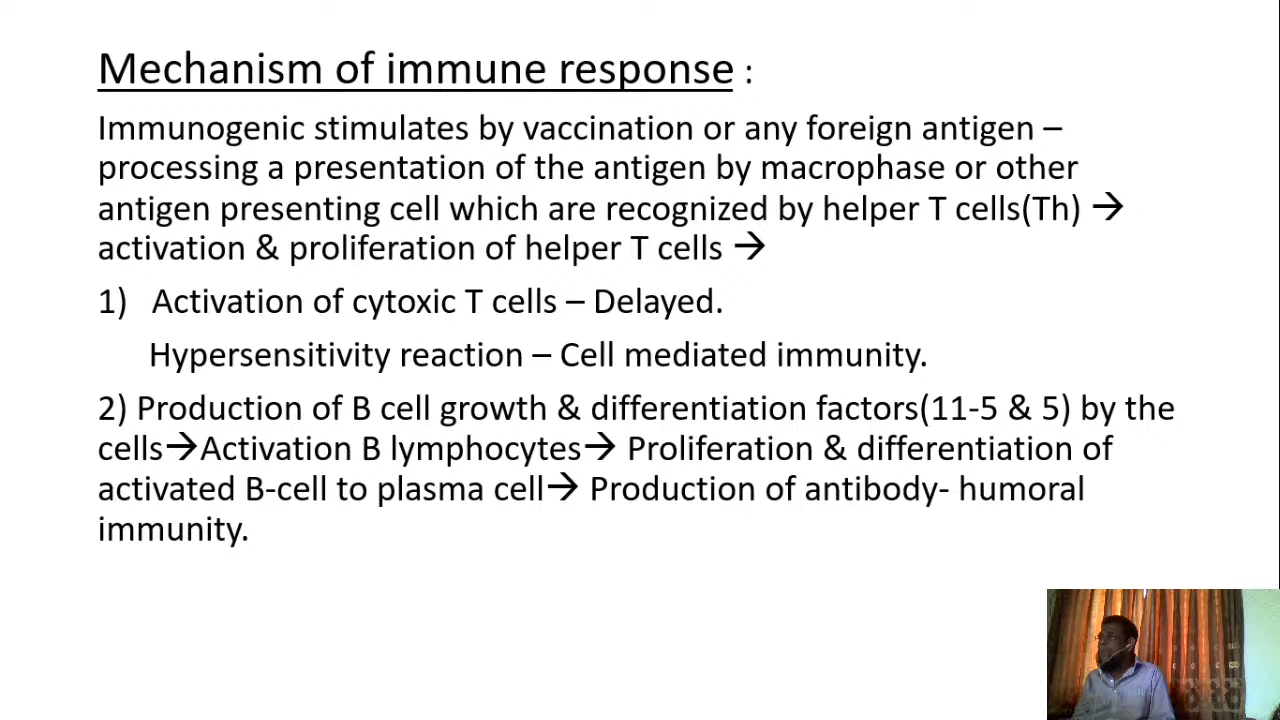 Mechanism of immune response :
Immunogenic stimulates by vaccination or any foreign antigen –
processing a presentation of the antigen by macrophase or other
antigen presenting cell which are recognized by helper T cells(Th) →
activation & proliferation of helper T cells →
1) Activation of cytoxic T cells – Delayed.
Hypersensitivity reaction – Cell mediated immunity.
2) Production of B cell growth & differentiation factors(11-5 & 5) by the
cells→Activation B lymphocytes→ Proliferation & differentiation of
activated B-cell to plasma cell→ Production of antibody- humoral
immunity.